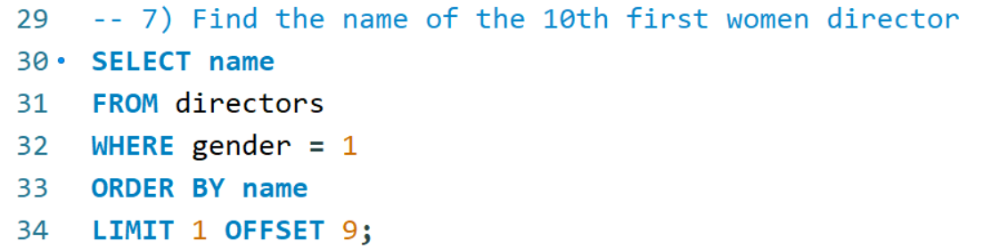 29 -- 7) Find the name of the 10th first women director
30 • SELECT name
31 FROM directors
32 WHERE gender = 1
33 ORDER BY name
34 LIMIT 1 OFFSET 9;